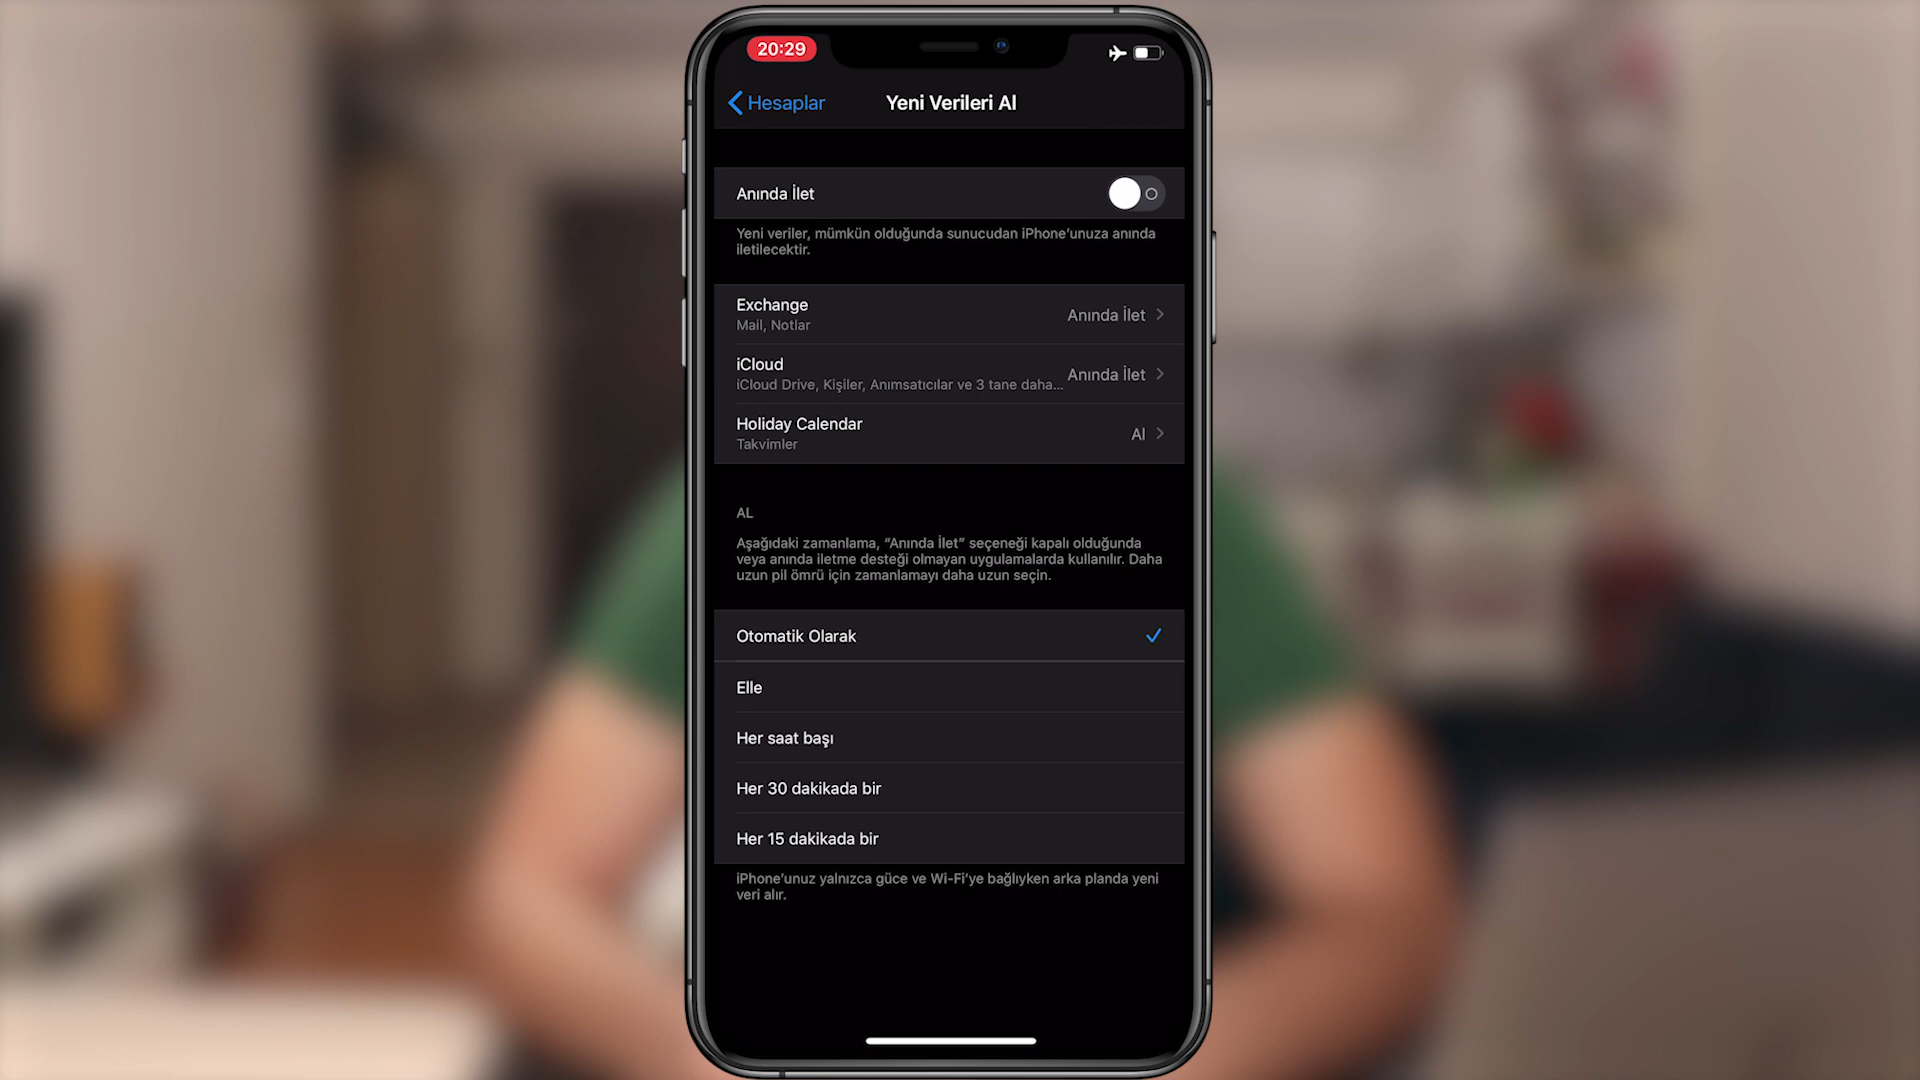 20:29
Hesaplar
Yeni Verileri Al
Anında İlet
Yeni veriler, mümkün olduğunda sunucudan iPhone'unuza anında
iletilecektir.
Exchange
Mail, Notlar
Anında İlet
iCloud
iCloud Drive, Kişiler, Anımsatıcılar ve 3 tane daha...
Anında İlet
Holiday Calendar
Takvimler
Al
AL
Aşağıdaki zamanlama, “Anında İlet” seçeneği kapalı olduğunda
veya anında iletme desteği olmayan uygulamalarda kullanılır. Daha
uzun pil ömrü için zamanlamayı daha uzun seçin.
Otomatik Olarak
Elle
Her saat başı
Her 30 dakikada bir
Her 15 dakikada bir
iPhone'unuz yalnızca güce ve Wi-Fi'ye bağlıyken arka planda yeni
veri alır.